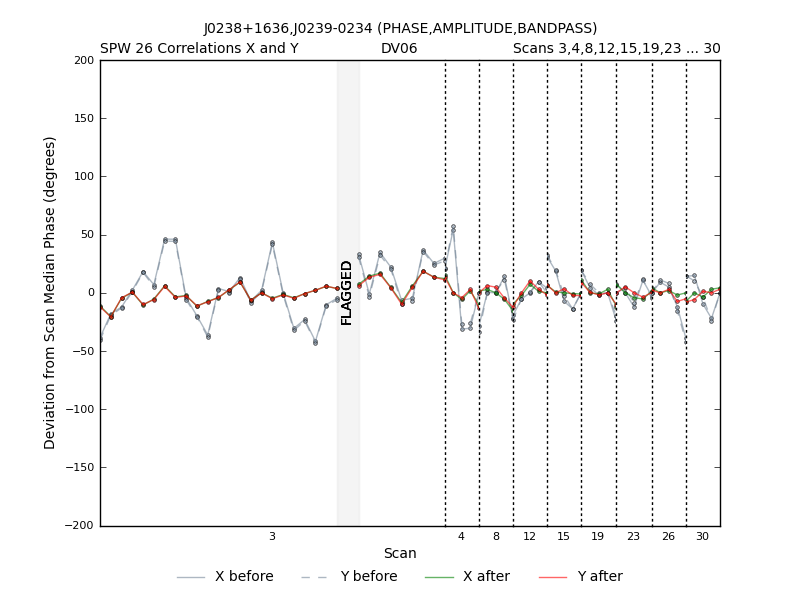 J0238+1636,J0239-0234 (PHASE,AMPLITUDE,BANDPASS)
SPW 26 Correlations X and Y DV06 Scans 3,4,8,12,15,19,23 ... 30
200
150
100
50
0
−50
−100
−150
−200
Deviation from Scan Median Phase (degrees)
FLAGGED
3 4 8 12 15 19 23 26 30
Scan
X before Y before X after Y after